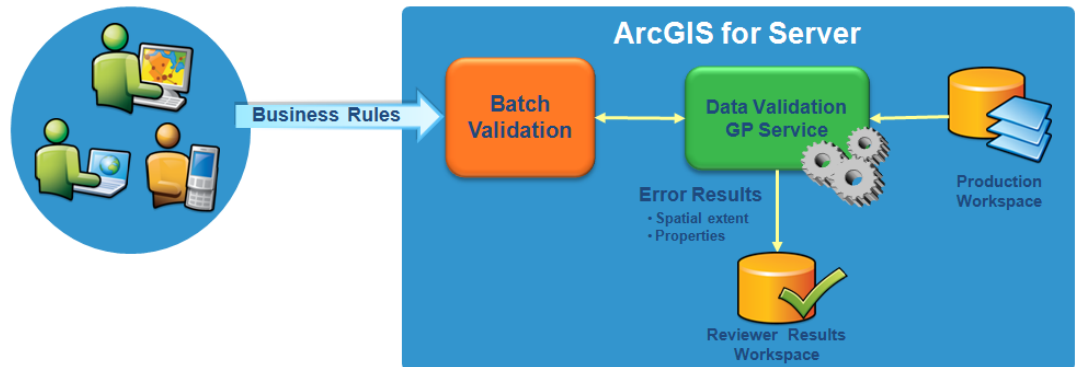 ArcGIS for Server
Business Rules
Batch
Validation
Data Validation
GP Service
Production
Workspace
Error Results
• Spatial extent
• Properties
Reviewer Results
Workspace